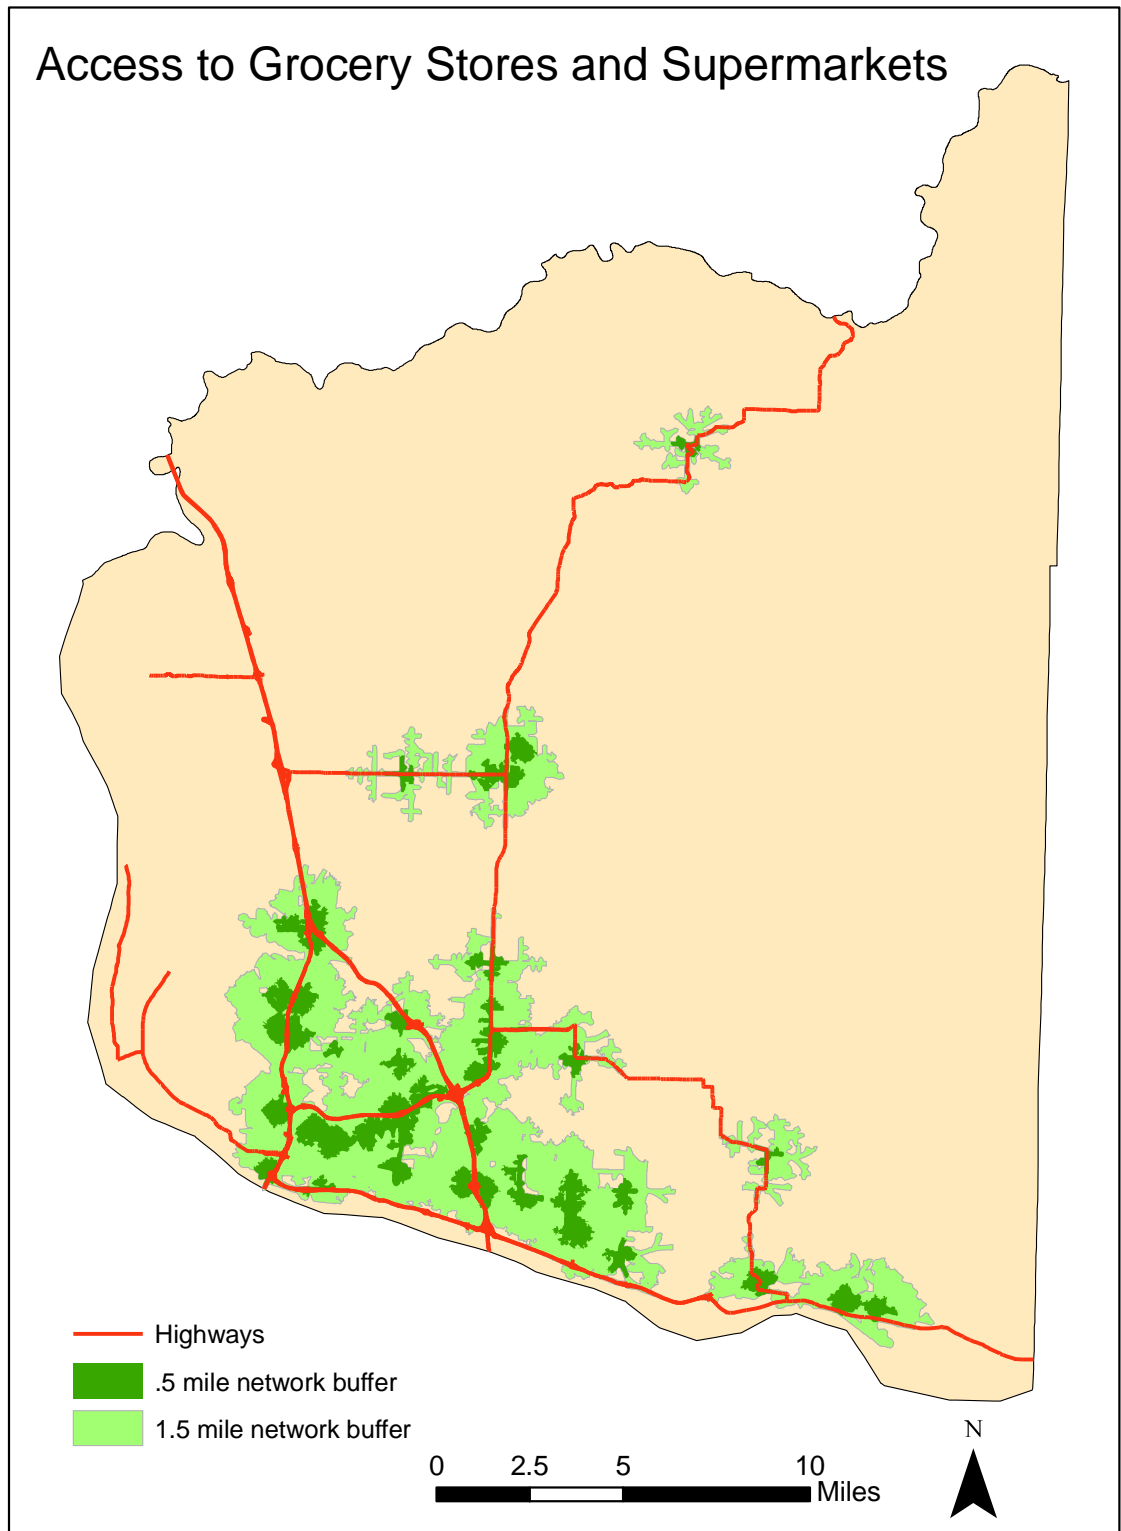 Access to Grocery Stores and Supermarkets
Highways
.5 mile network buffer
1.5 mile network buffer
N
0 2.5 5 10
Miles